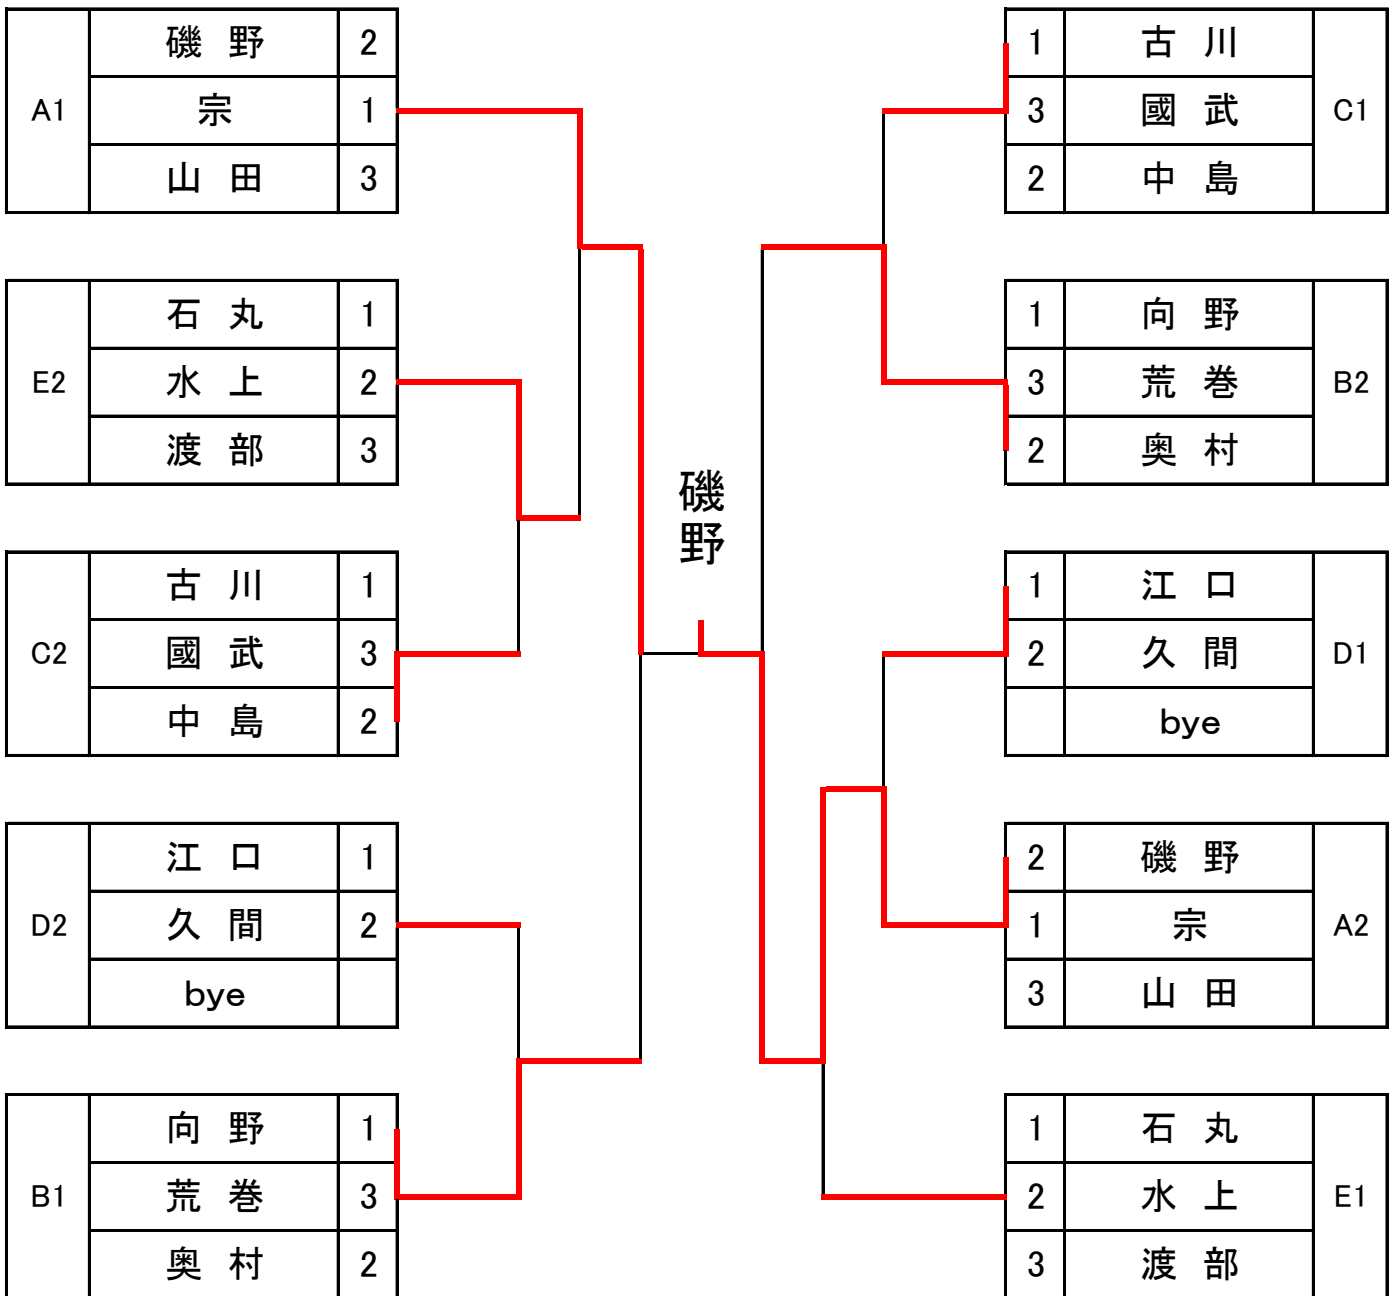 A1
磯 野 2
宗 1
山 田 3
E2
石 丸 1
水 上 2
渡 部 3
C2
古 川 1
國 武 3
中 島 2
D2
江 口 1
久 間 2
bye
B1
向 野 1
荒 巻 3
奥 村 2
磯
野
1 古 川
3 國 武
2 中 島
C1
1 向 野
3 荒 巻
2 奥 村
B2
1 江 口
2 久 間
bye
D1
2 磯 野
1 宗
3 山 田
A2
1 石 丸
2 水 上
3 渡 部
E1